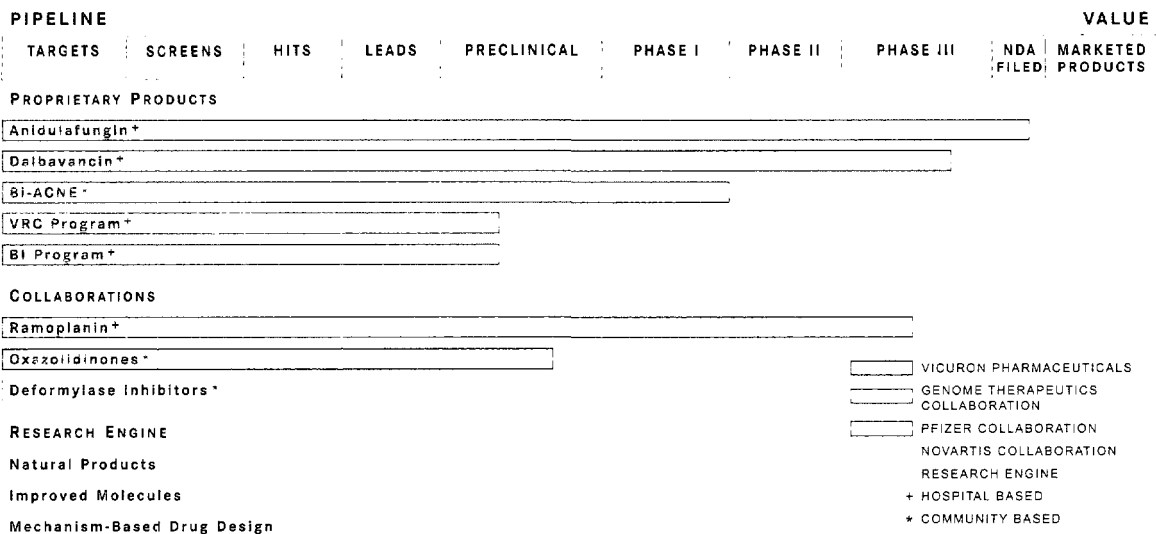 PIPELINE VALUE
TARGETS SCREENS HITS LEADS PRECLINICAL PHASE I PHASE II PHASE III NDA FILED MARKETED PRODUCTS
PROPRIETARY PRODUCTS
Anidulafungin+
Dalbavancin+
Bi-ACNE*
VRC Program+
BI Program+
COLLABORATIONS
Ramoplanin+
Oxazolidinones*
Deformylase Inhibitors*
RESEARCH ENGINE
Natural Products
Improved Molecules
Mechanism-Based Drug Design
VICURON PHARMACEUTICALS
GENOME THERAPEUTICS
COLLABORATION
PFIZER COLLABORATION
NOVARTIS COLLABORATION
RESEARCH ENGINE
+ HOSPITAL BASED
* COMMUNITY BASED